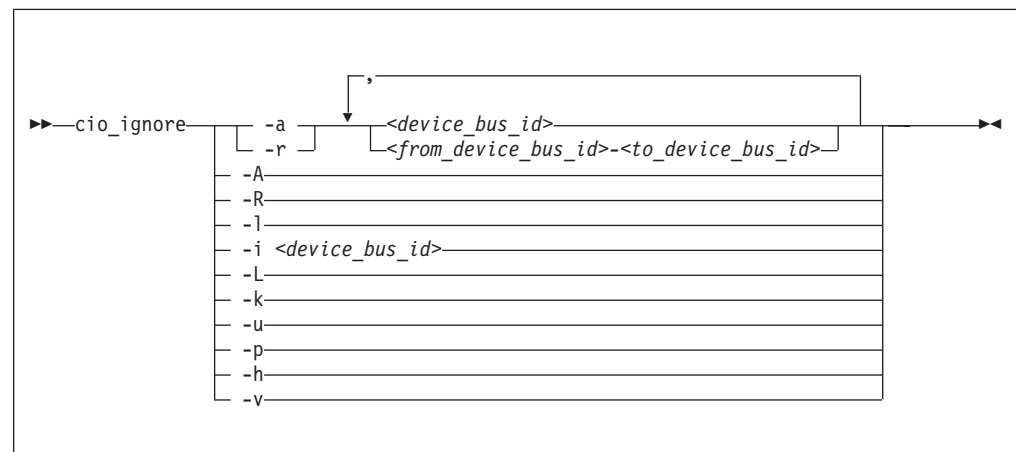 ,
cio_ignore -a <device_bus_id>
-r <from_device_bus_id>-<to_device_bus_id>
-A
-R
-l
-i <device_bus_id>
-L
-k
-u
-p
-h
-v